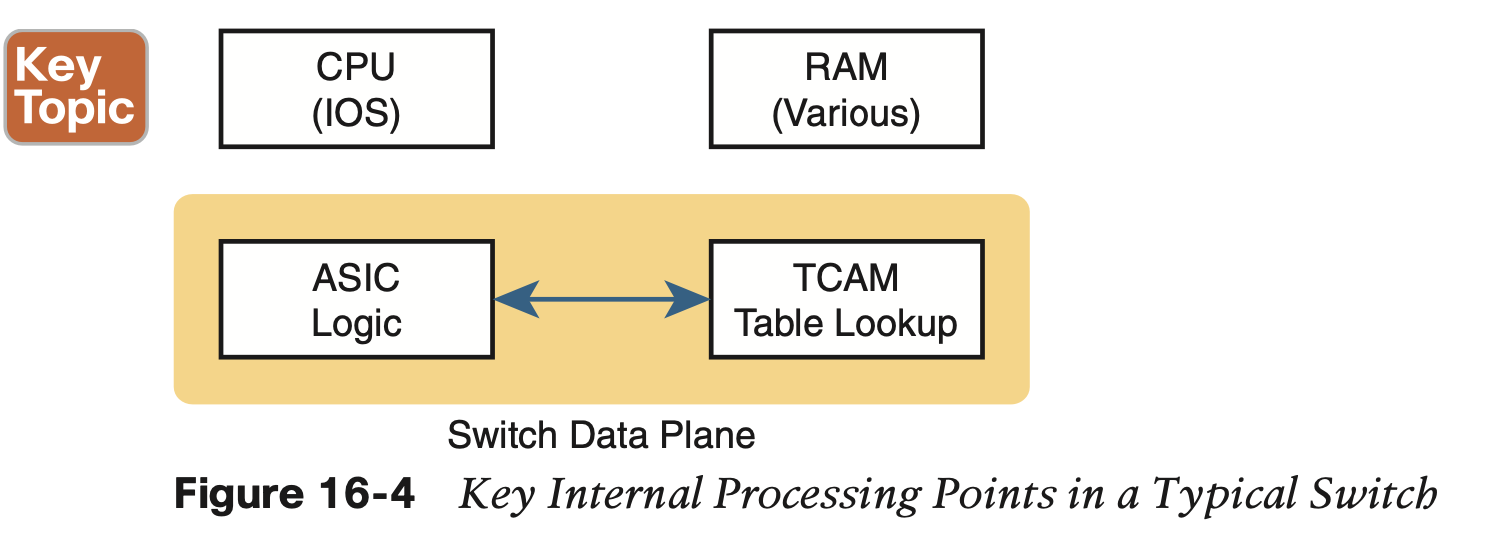 Key
Topic
CPU
(IOS)
RAM
(Various)
ASIC
Logic
TCAM
Table Lookup
Switch Data Plane
Figure 16-4 Key Internal Processing Points in a Typical Switch